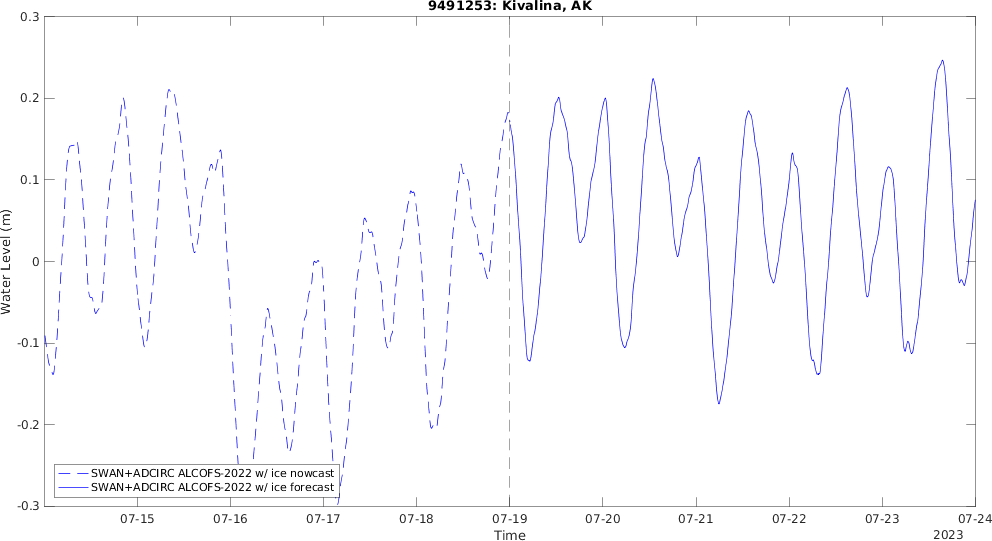 9491253: Kivalina, AK
0.3
0.2
0.1
0
-0.1
-0.2
-0.3
Water Level (m)
SWAN+ADCIRC ALCOFS-2022 w/ ice nowcast
SWAN+ADCIRC ALCOFS-2022 w/ ice forecast
07-15 07-16 07-17 07-18 07-19 07-20 07-21 07-22 07-23 07-24
Time
2023